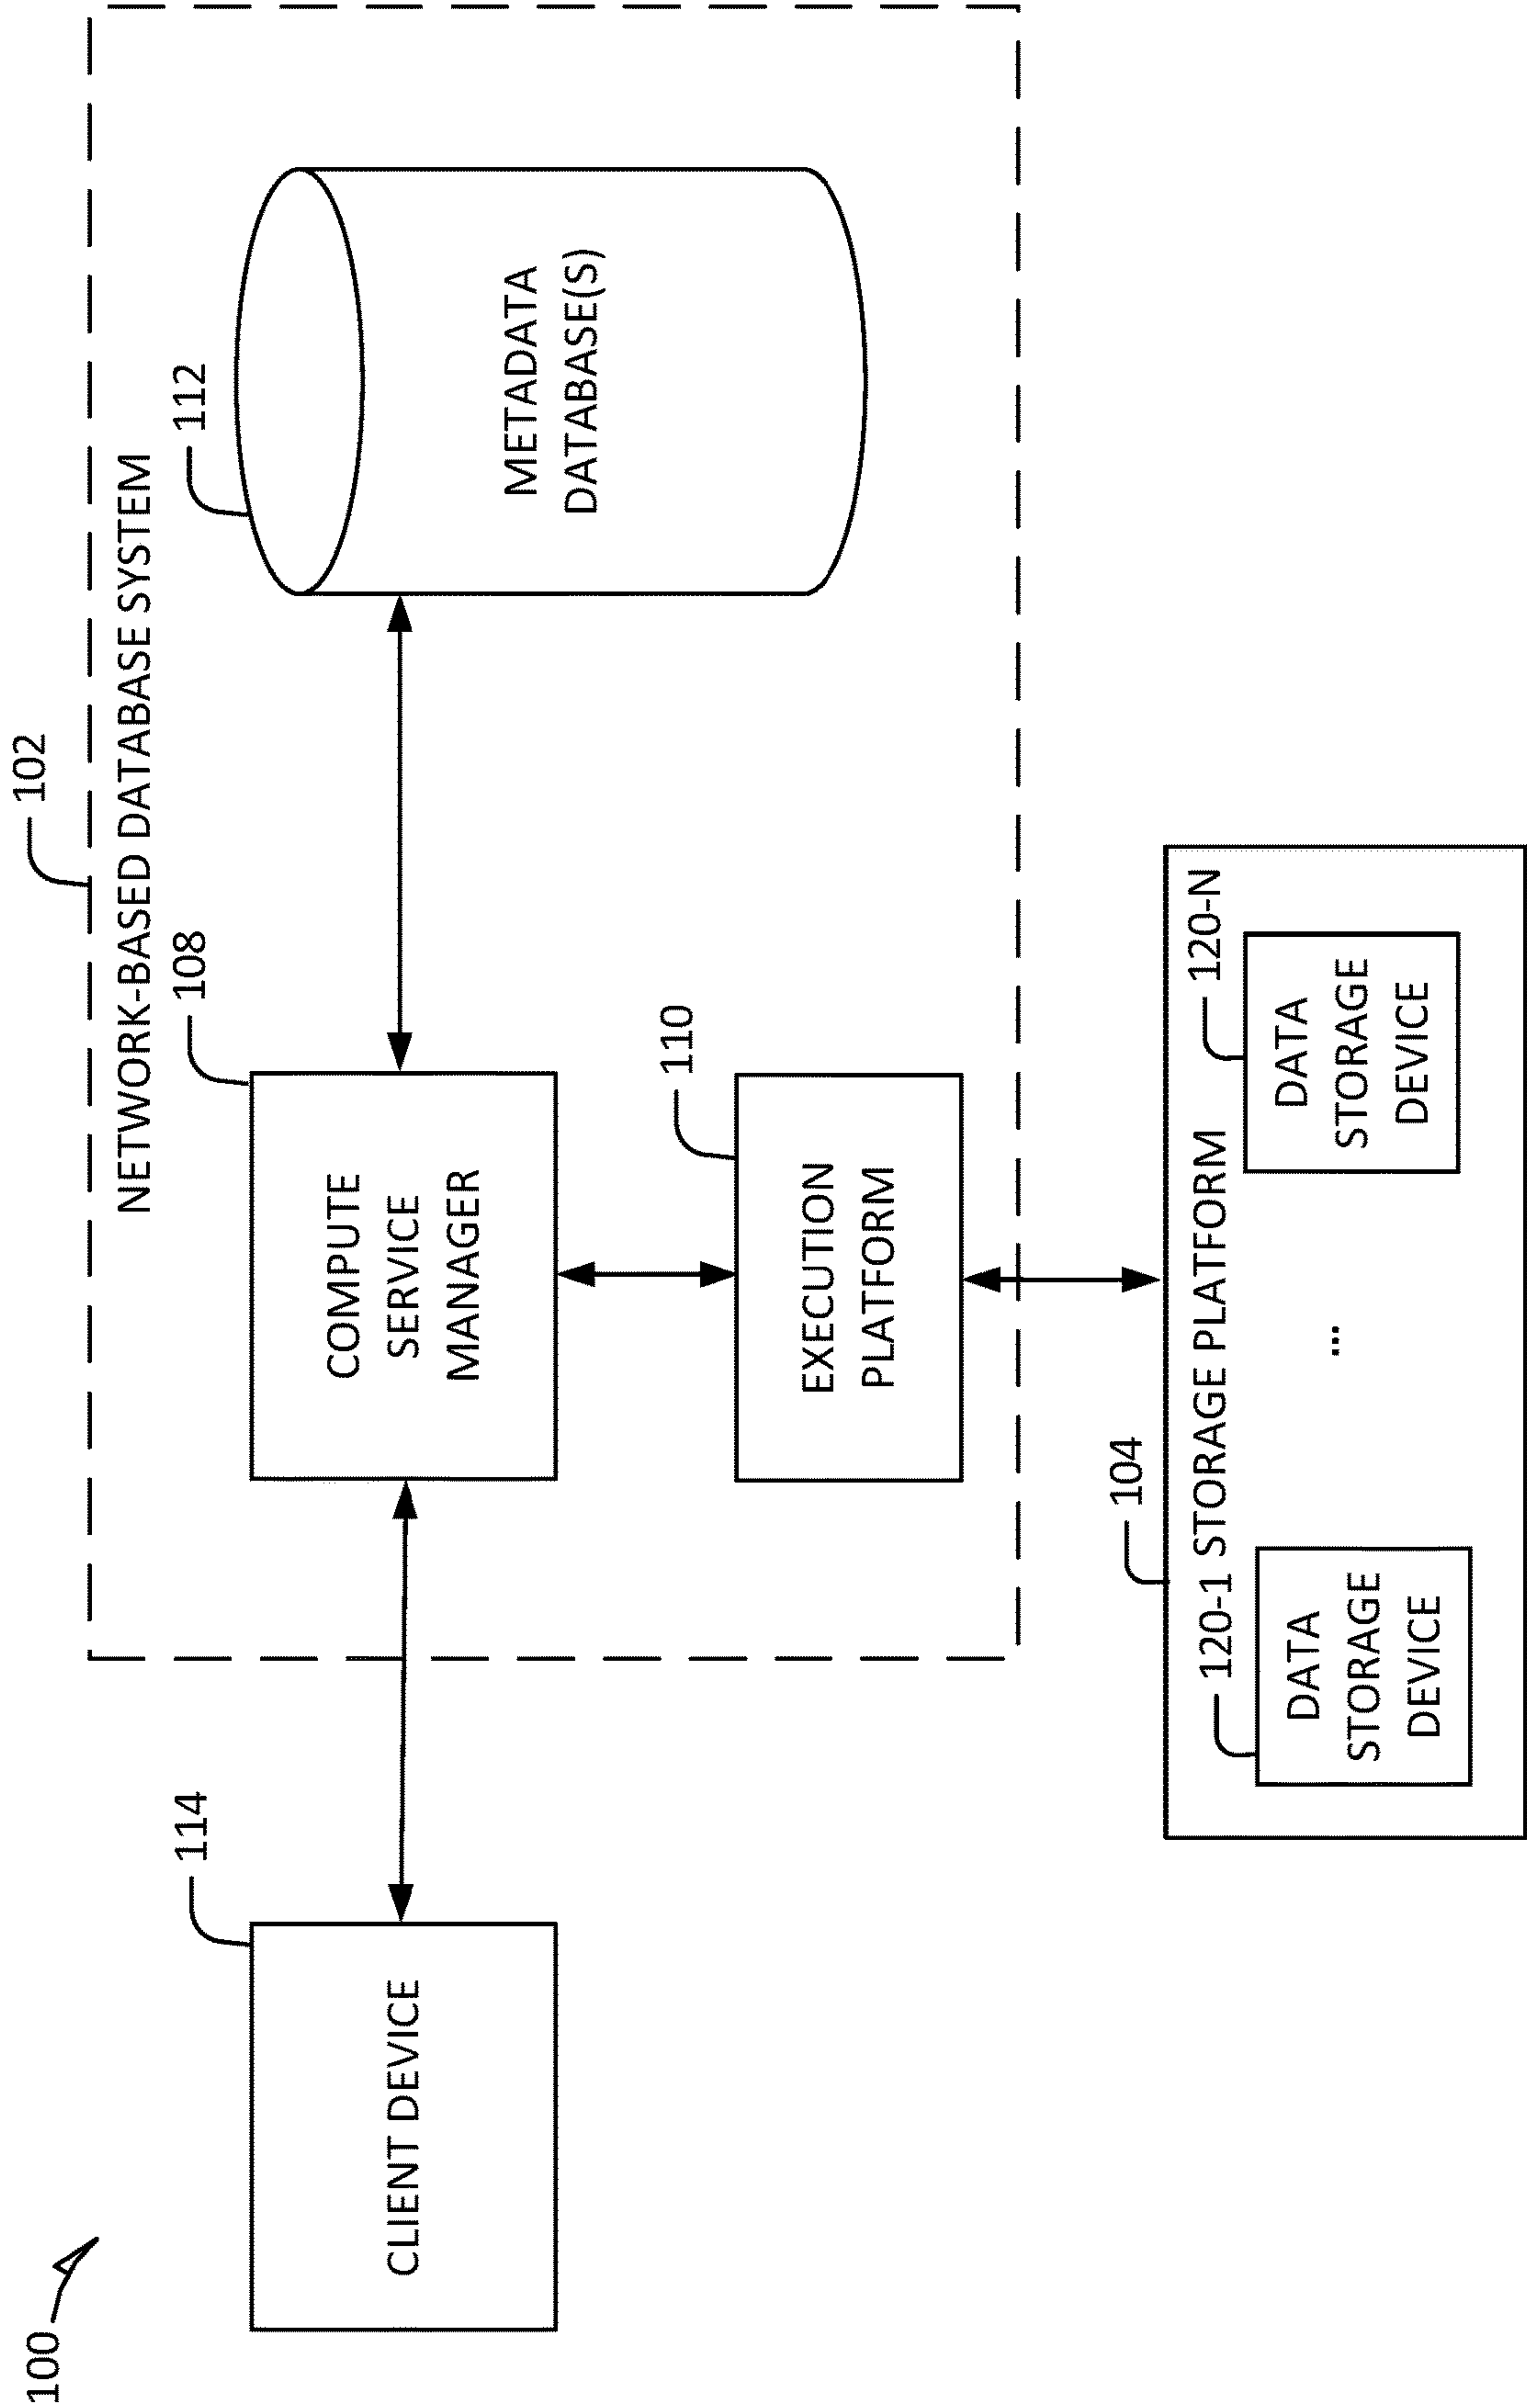 100
102
NETWORK-BASED DATABASE SYSTEM
114
CLIENT DEVICE
108
COMPUTE
SERVICE
MANAGER
112
METADATA
DATABASE(S)
110
EXECUTION
PLATFORM
104
STORAGE PLATFORM
120-1
DATA
STORAGE
DEVICE
...
120-N
DATA
STORAGE
DEVICE